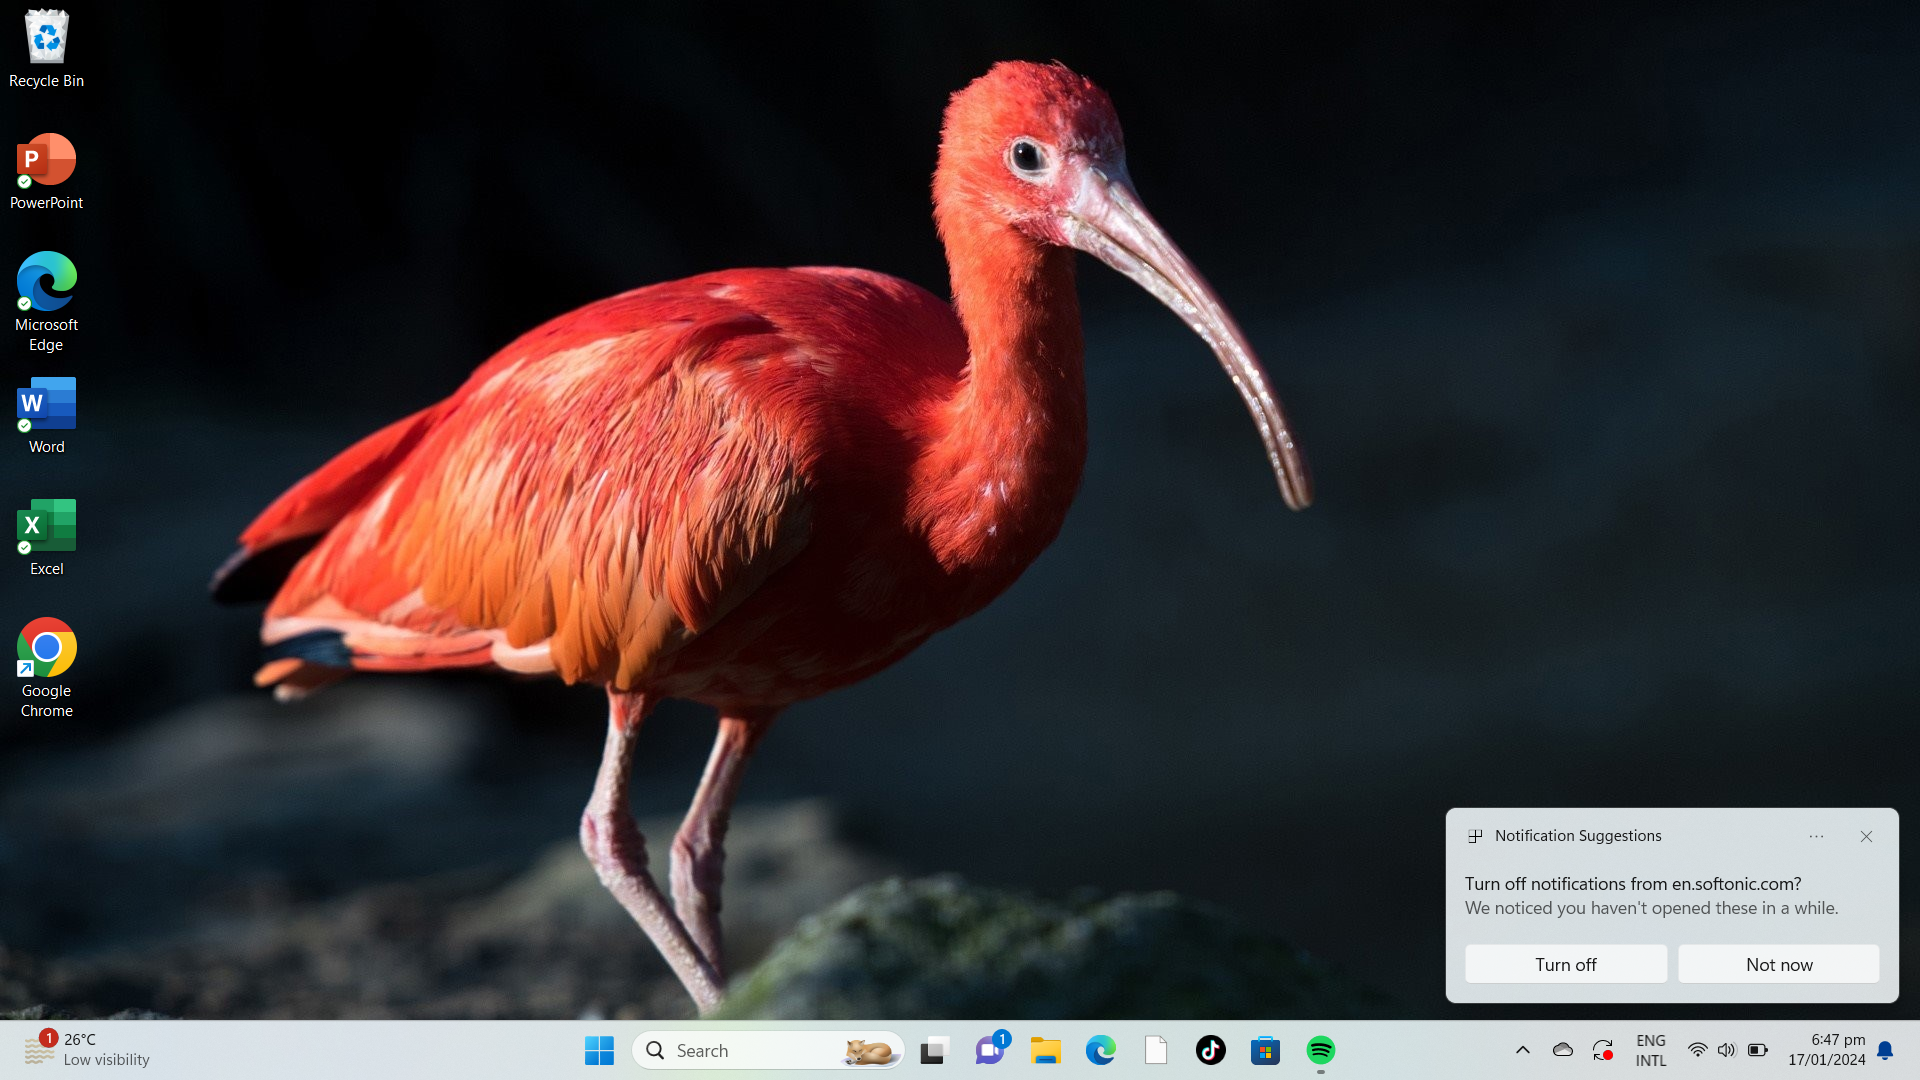 Recycle Bin
P
PowerPoint
Microsoft
Edge
W
Word
X
Excel
Google
Chrome
Notification Suggestions
Turn off notifications from en.softonic.com?
We noticed you haven't opened these in a while.
Turn off
Not now
1
26°C
Low visibility
Search
1
ENG
INTL
6:47 pm
17/01/2024